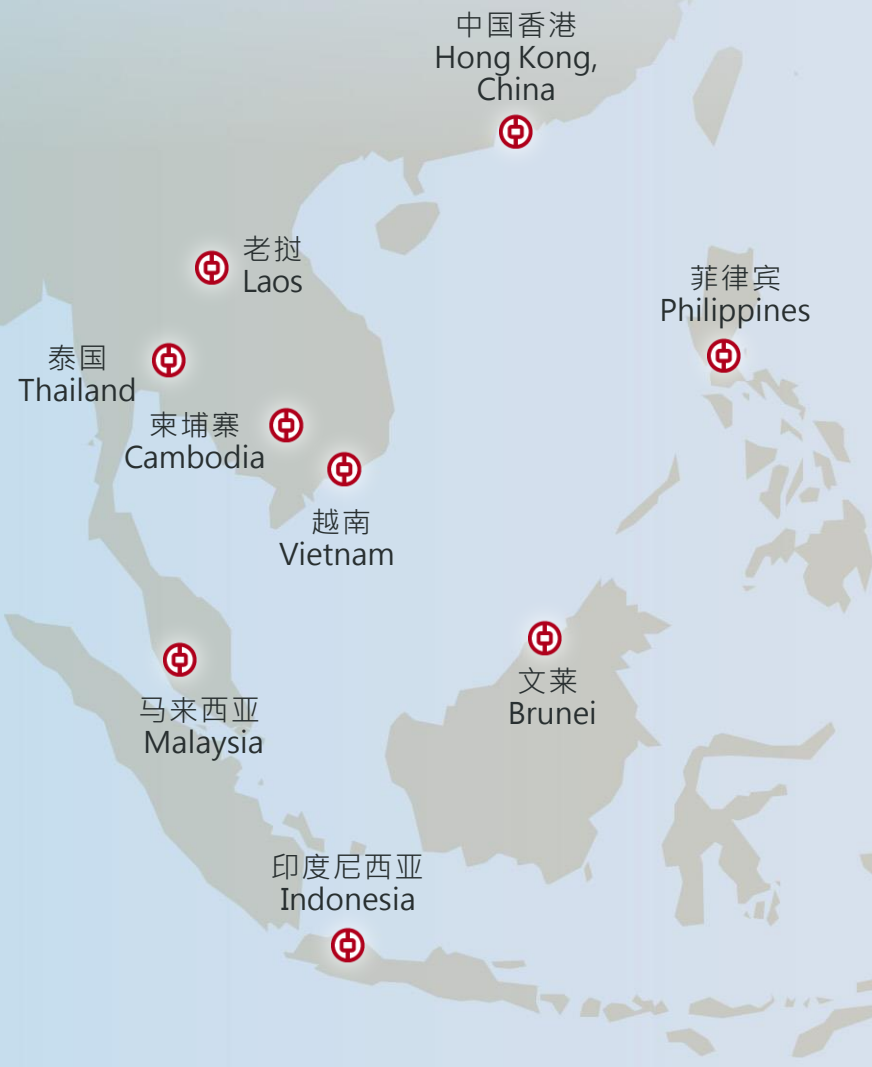 中国香港
Hong Kong,
China
老挝
Laos
菲律宾
Philippines
泰国
Thailand
柬埔寨
Cambodia
越南
Vietnam
马来西亚
Malaysia
文莱
Brunei
印度尼西亚
Indonesia